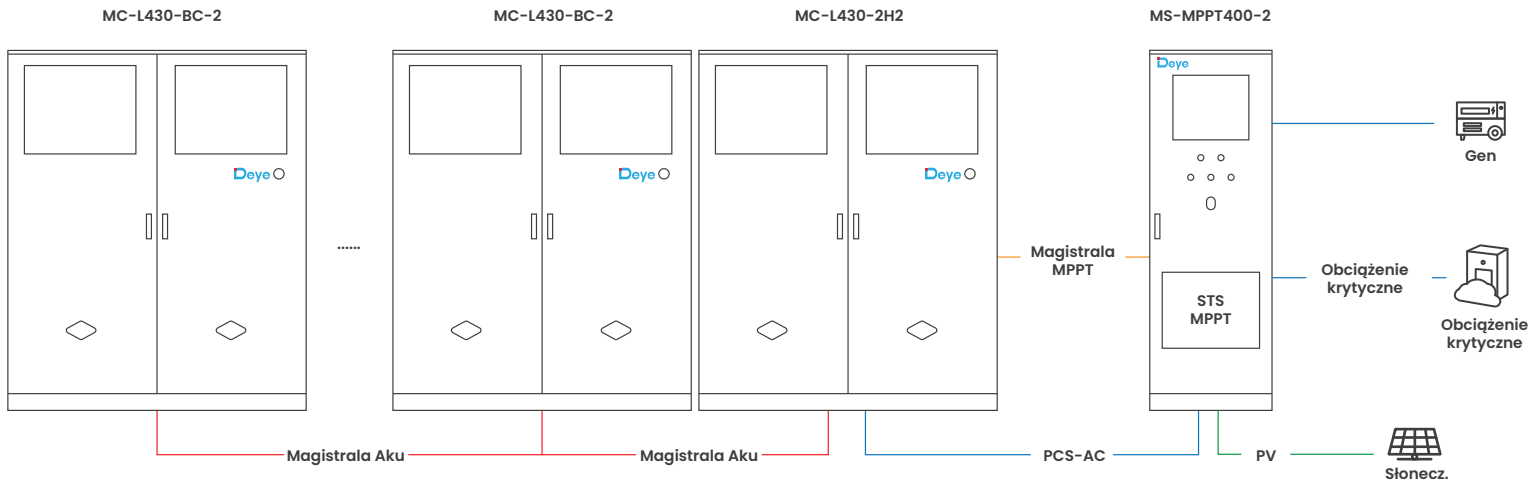 MC-L430-BC-2
MC-L430-BC-2
MC-L430-2H2
MS-MPPT400-2
Deye
Deye
Deye
Deye
......
Gen
Magistrala
MPPT
Obciążenie
krytyczne
STS
MPPT
Obciążenie
krytyczne
Magistrala Aku
Magistrala Aku
PCS-AC
PV
Słonecz.